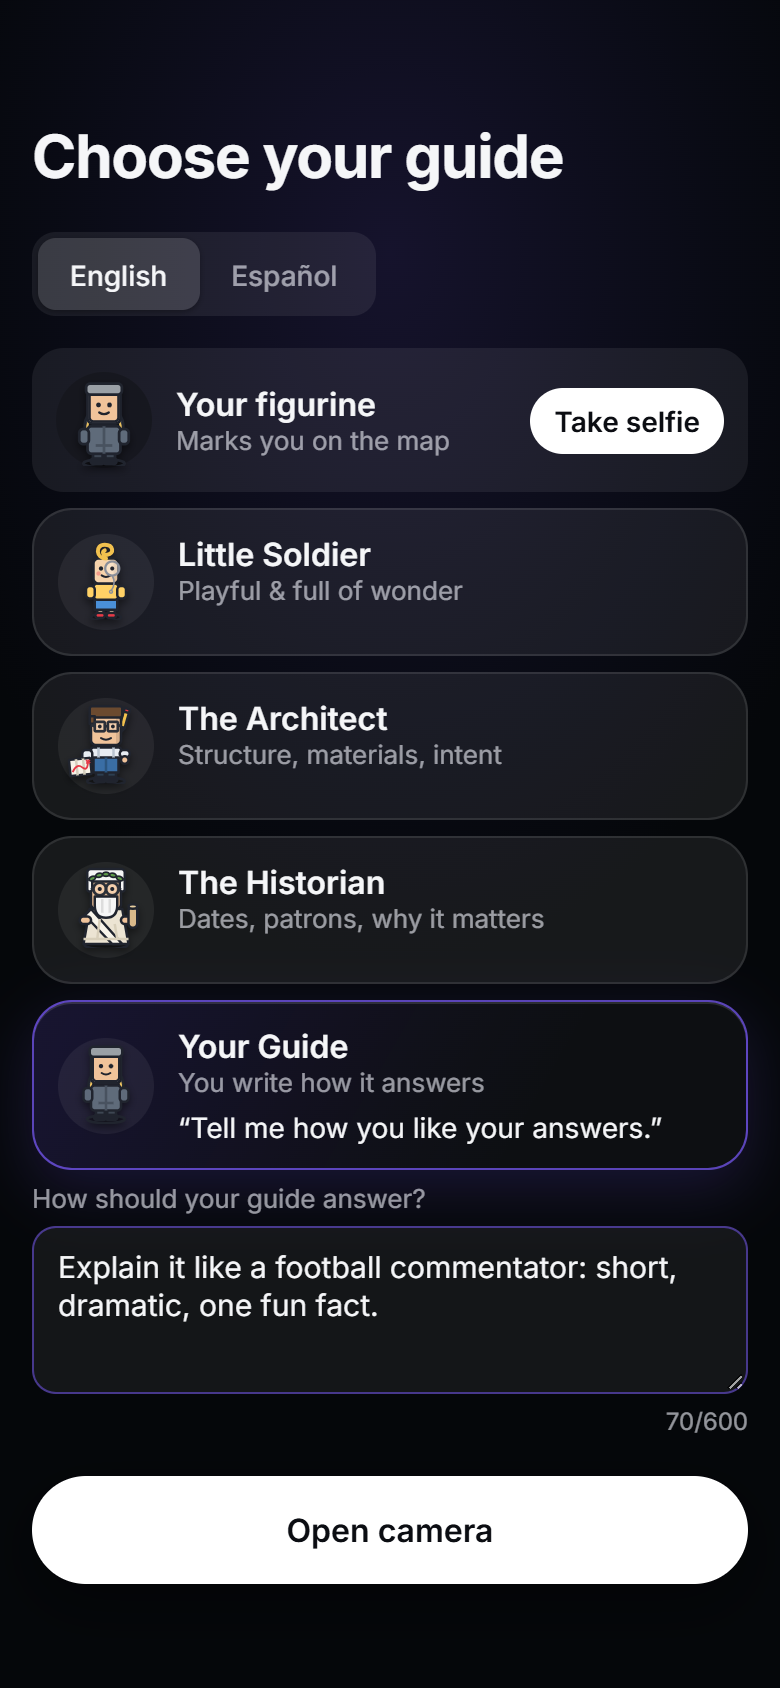 Choose your guide
English
Español
Your figurine
Marks you on the map
Take selfie
Little Soldier
Playful & full of wonder
The Architect
Structure, materials, intent
The Historian
Dates, patrons, why it matters
Your Guide
You write how it answers
“Tell me how you like your answers.”
How should your guide answer?
Explain it like a football commentator: short,
dramatic, one fun fact.
70/600
Open camera